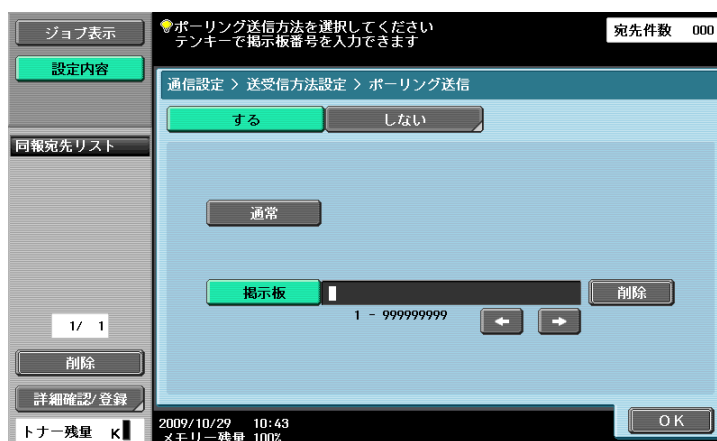 ジョブ表示
設定内容
同報宛先リスト
1/ 1
削除
詳細確認/登録
トナー残量 K
ポーリング送信方法を選択してください
テンキーで掲示板番号を入力できます
宛先件数 000
通信設定 > 送受信方法設定 > ポーリング送信
する
しない
通常
掲示板
削除
1 - 999999999
← →
2009/10/29 10:43
メモリー残量 100%
OK